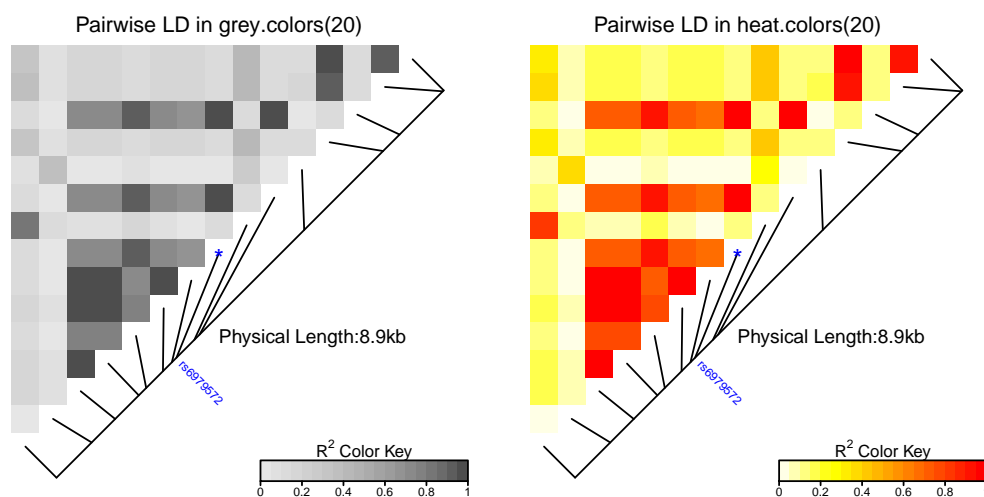 Pairwise LD in grey.colors(20)
*
Physical Length:8.9kb
rs6979572
R² Color Key
0 0.2 0.4 0.6 0.8 1
Pairwise LD in heat.colors(20)
*
Physical Length:8.9kb
rs6979572
R² Color Key
0 0.2 0.4 0.6 0.8